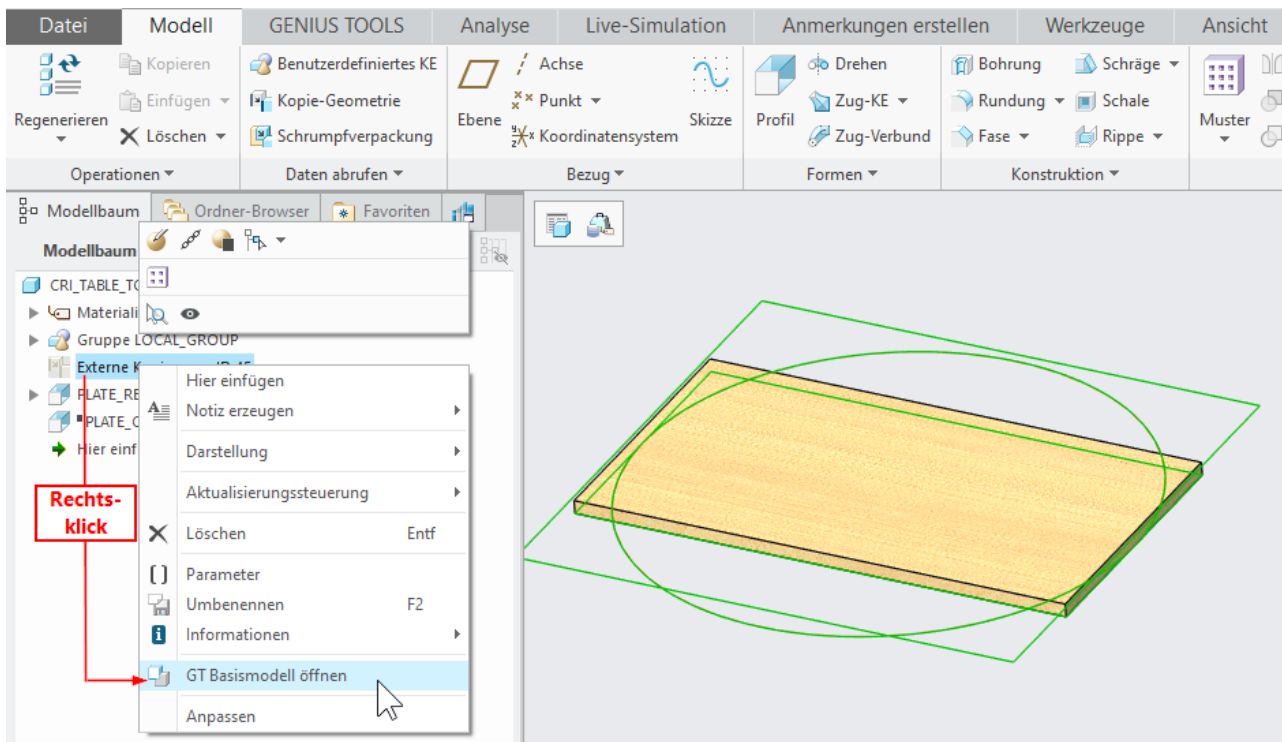 Datei Modell GENIUS TOOLS Analyse Live-Simulation Anmerkungen erstellen Werkzeuge Ansicht
Regenerieren
Kopieren
Einfügen
Löschen
Operationen
Benutzerdefiniertes KE
Kopie-Geometrie
Schrumpfverpackung
Daten abrufen
Ebene
Achse
Punkt
Koordinatensystem
Skizze
Bezug
Profil
Drehen
Zug-KE
Zug-Verbund
Formen
Bohrung
Rundung
Fase
Schräge
Schale
Rippe
Konstruktion
Muster
Modellbaum Ordner-Browser Favoriten
Modellbaum
CRI_TABLE_TO
Materiali
Gruppe LOCAL_GROUP
Externe K
PLATE_RE
PLATE_C
Hier einf
Hier einfügen
Notiz erzeugen
Darstellung
Aktualisierungssteuerung
Löschen Entf
Parameter
Umbenennen F2
Informationen
GT Basismodell öffnen
Anpassen
Rechts-
klick